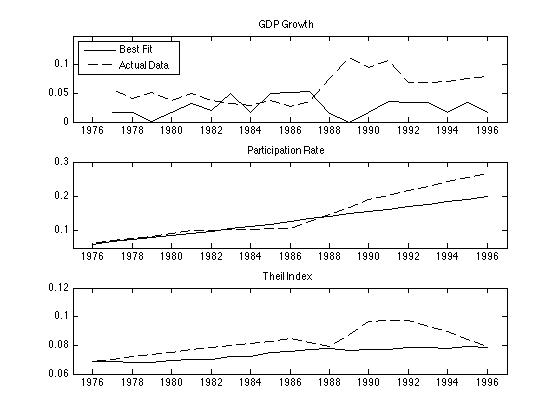 GDP Growth
Best Fit
Actual Data
0.1
0.05
0
1976 1978 1980 1982 1984 1986 1988 1990 1992 1994 1996
Participation Rate
0.3
0.2
0.1
1976 1978 1980 1982 1984 1986 1988 1990 1992 1994 1996
Theil Index
0.12
0.1
0.08
0.06
1976 1978 1980 1982 1984 1986 1988 1990 1992 1994 1996